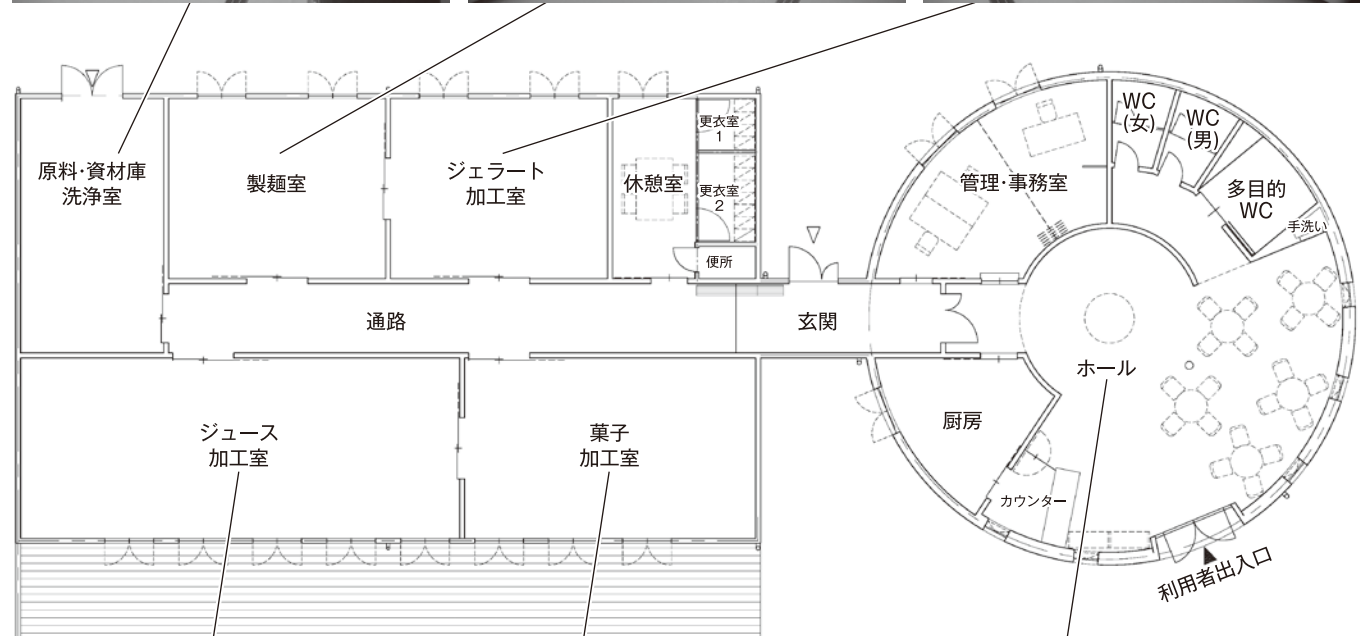 原料・資材庫
洗浄室
製麺室
ジェラート
加工室
休憩室
更衣室
1
更衣室
2
便所
管理・事務室
WC
(女)
WC
(男)
多目的
WC
手洗い
通路
玄関
ホール
ジュース
加工室
菓子
加工室
厨房
カウンター
利用者出入口